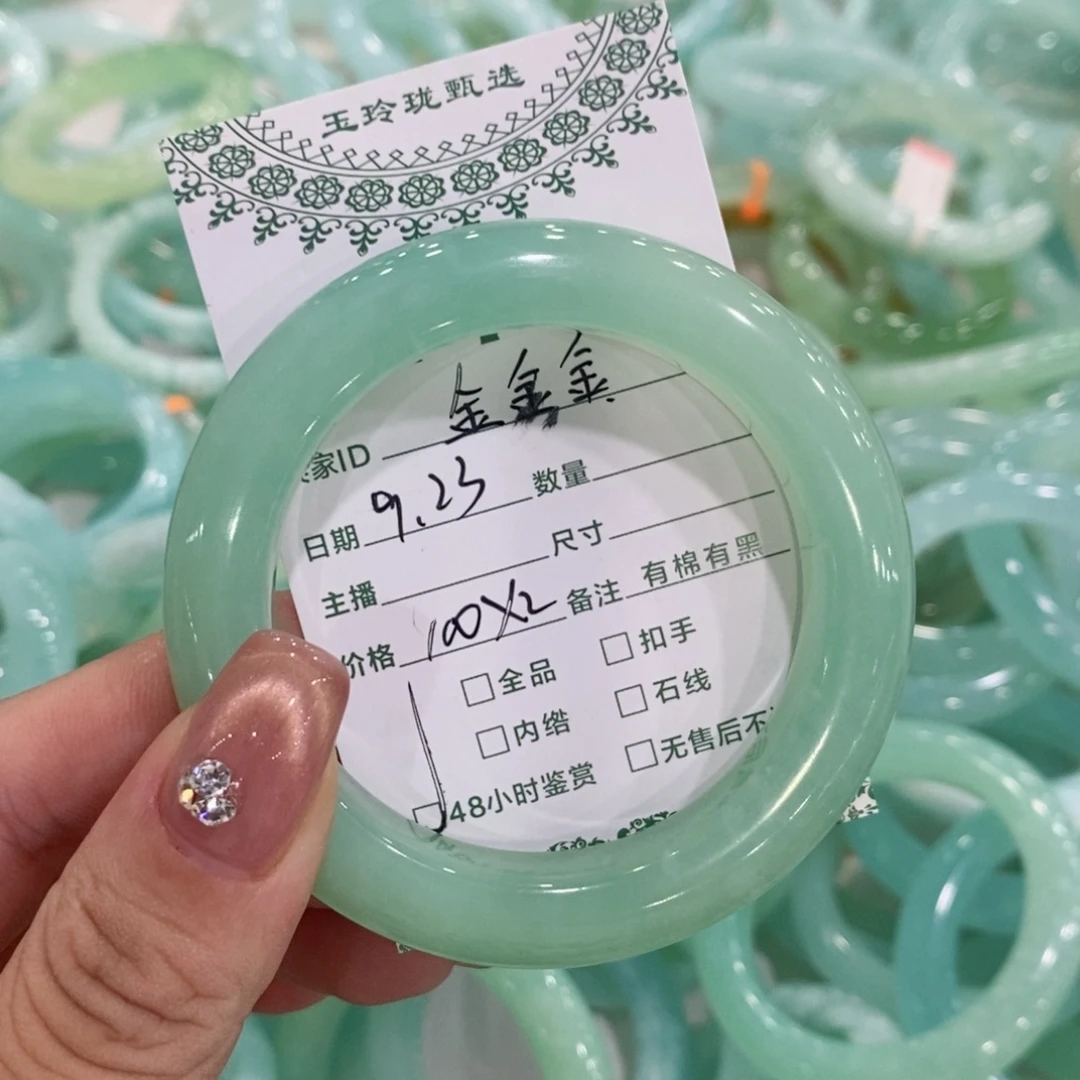 玉玲珑甄选
家ID 金金金
日期 9.23 数量
主播 尺寸
价格 100X2 备注 有棉有黑
全品 扣手
内绺 石线
48小时鉴赏 无售后不